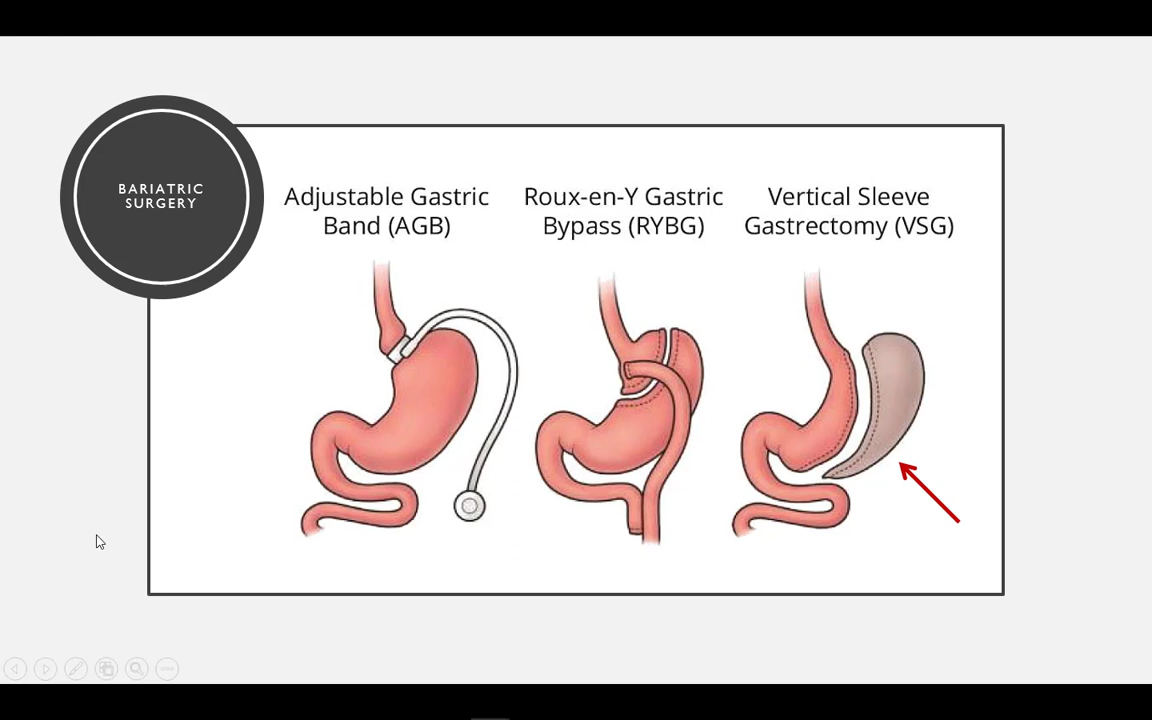 BARIATRIC
SURGERY
Adjustable Gastric
Band (AGB)
Roux-en-Y Gastric
Bypass (RYBG)
Vertical Sleeve
Gastrectomy (VSG)